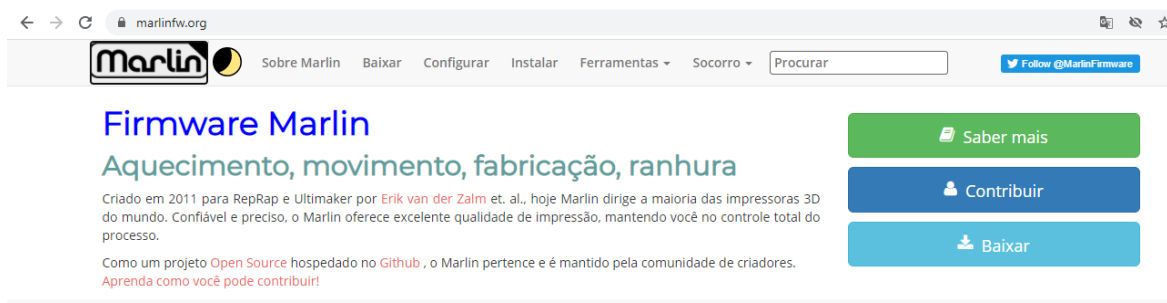 marlinfw.org
Marlin Sobre Marlin Baixar Configurar Instalar Ferramentas Socorro Procurar Follow @MarlinFirmware
Firmware Marlin
Aquecimento, movimento, fabricação, ranhura
Criado em 2011 para RepRap e Ultimaker por Erik van der Zalm et. al., hoje Marlin dirige a maioria das impressoras 3D
do mundo. Confiável e preciso, o Marlin oferece excelente qualidade de impressão, mantendo você no controle total do
processo.
Como um projeto Open Source hospedado no Github , o Marlin pertence e é mantido pela comunidade de criadores.
Aprenda como você pode contribuir!
Saber mais
Contribuir
Baixar